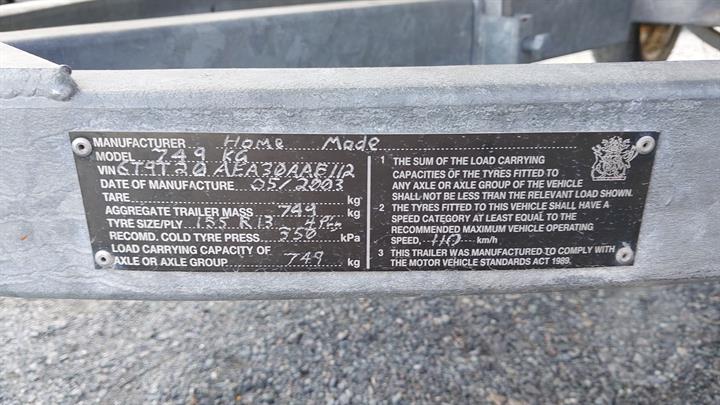 MANUFACTURER Home Made
MODEL 749 KG
VIN 6T9T20AEA30AAE112
DATE OF MANUFACTURE 05/2003
TARE kg
AGGREGATE TRAILER MASS 749 kg
TYRE SIZE/PLY 155 R13 4 Ply
RECOMD. COLD TYRE PRESS. 350 kPa
LOAD CARRYING CAPACITY OF
AXLE OR AXLE GROUP. 749 kg
1 THE SUM OF THE LOAD CARRYING
CAPACITIES OF THE TYRES FITTED TO
ANY AXLE OR AXLE GROUP OF THE VEHICLE
SHALL NOT BE LESS THAN THE RELEVANT LOAD SHOWN.
2 THE TYRES FITTED TO THIS VEHICLE SHALL HAVE A
SPEED CATEGORY AT LEAST EQUAL TO THE
RECOMMENDED MAXIMUM VEHICLE OPERATING
SPEED, 110 km/h
3 THIS TRAILER WAS MANUFACTURED TO COMPLY WITH
THE MOTOR VEHICLE STANDARDS ACT 1989.